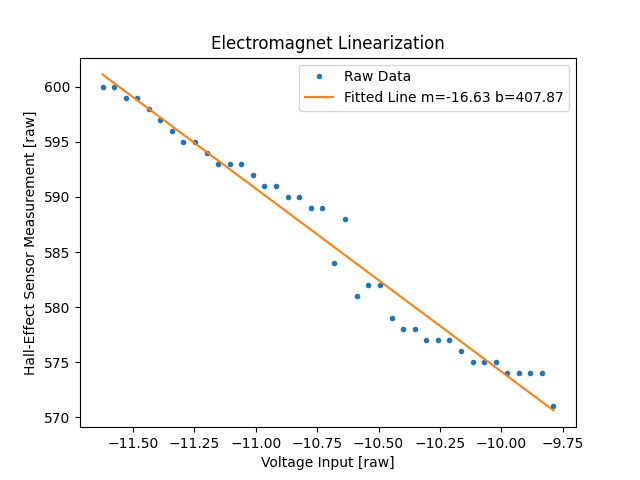 Electromagnet Linearization
Raw Data
Fitted Line m=-16.63 b=407.87
Hall-Effect Sensor Measurement [raw]
600
595
590
585
580
575
570
−11.50 −11.25 −11.00 −10.75 −10.50 −10.25 −10.00 −9.75
Voltage Input [raw]